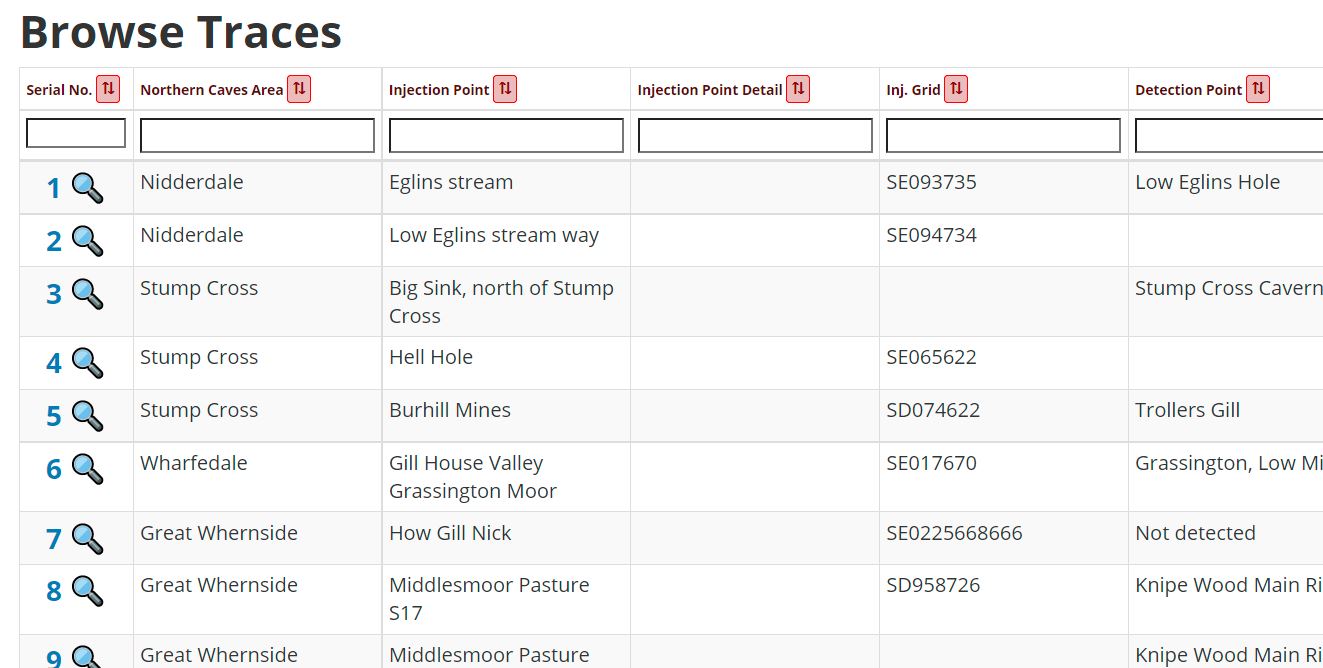 Browse Traces
Serial No. Northern Caves Area Injection Point Injection Point Detail Inj. Grid Detection Point
1 Nidderdale Eglins stream SE093735 Low Eglins Hole
2 Nidderdale Low Eglins stream way SE094734
3 Stump Cross Big Sink, north of Stump Stump Cross Cavern
Cross
4 Stump Cross Hell Hole SE065622
5 Stump Cross Burhill Mines SD074622 Trollers Gill
6 Wharfedale Gill House Valley SE017670 Grassington, Low Mi
Grassington Moor
7 Great Whernside How Gill Nick SE0225668666 Not detected
8 Great Whernside Middlesmoor Pasture SD958726 Knipe Wood Main Ri
S17
9 Great Whernside Middlesmoor Pasture Knipe Wood Main Ri